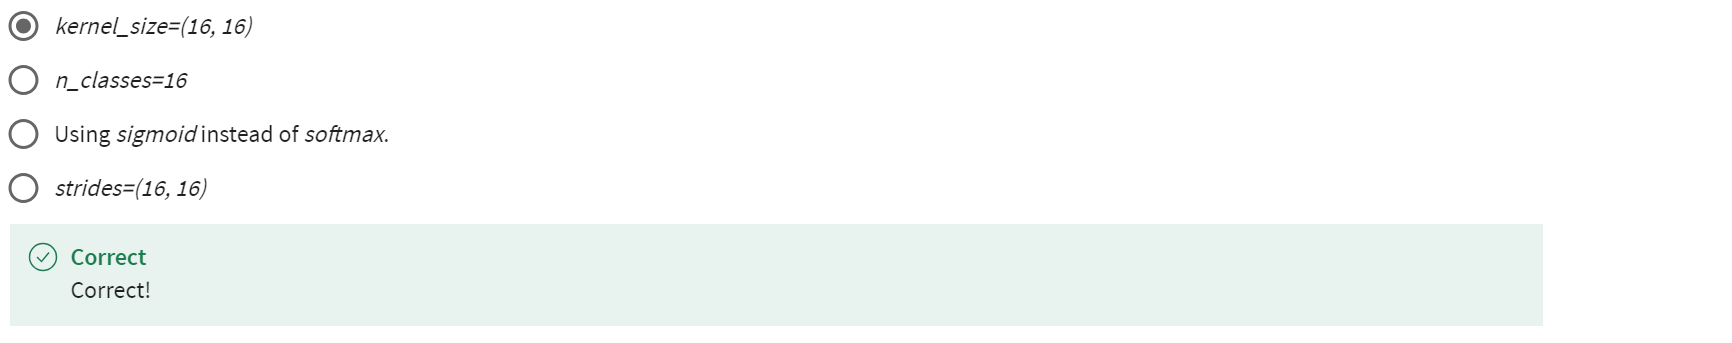 kernel_size=(16, 16)
n_classes=16
Using sigmoid instead of softmax.
strides=(16, 16)
Correct
Correct!